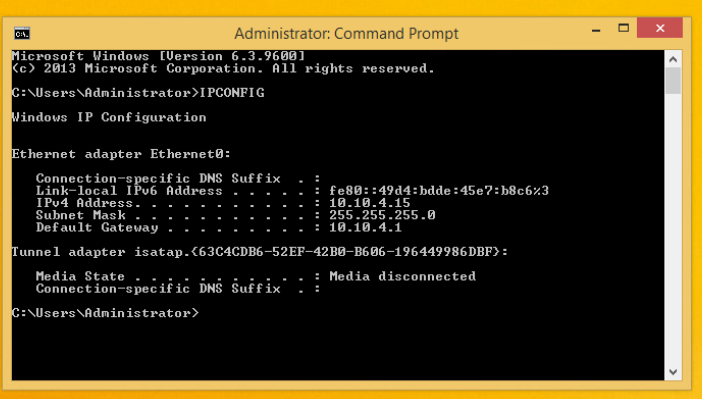 Administrator: Command Prompt
Microsoft Windows [Version 6.3.9600]
(c) 2013 Microsoft Corporation. All rights reserved.
C:\Users\Administrator>IPCONFIG
Windows IP Configuration
Ethernet adapter Ethernet0:
Connection-specific DNS Suffix  . :
Link-local IPv6 Address . . . . . : fe80::49d4:bdde:45e7:b8c6%3
IPv4 Address. . . . . . . . . . . : 10.10.4.15
Subnet Mask . . . . . . . . . . . : 255.255.255.0
Default Gateway . . . . . . . . . : 10.10.4.1
Tunnel adapter isatap.{63C4CDB6-52EF-42B0-B606-196449986DBF}:
Media State . . . . . . . . . . . : Media disconnected
Connection-specific DNS Suffix  . :
C:\Users\Administrator>